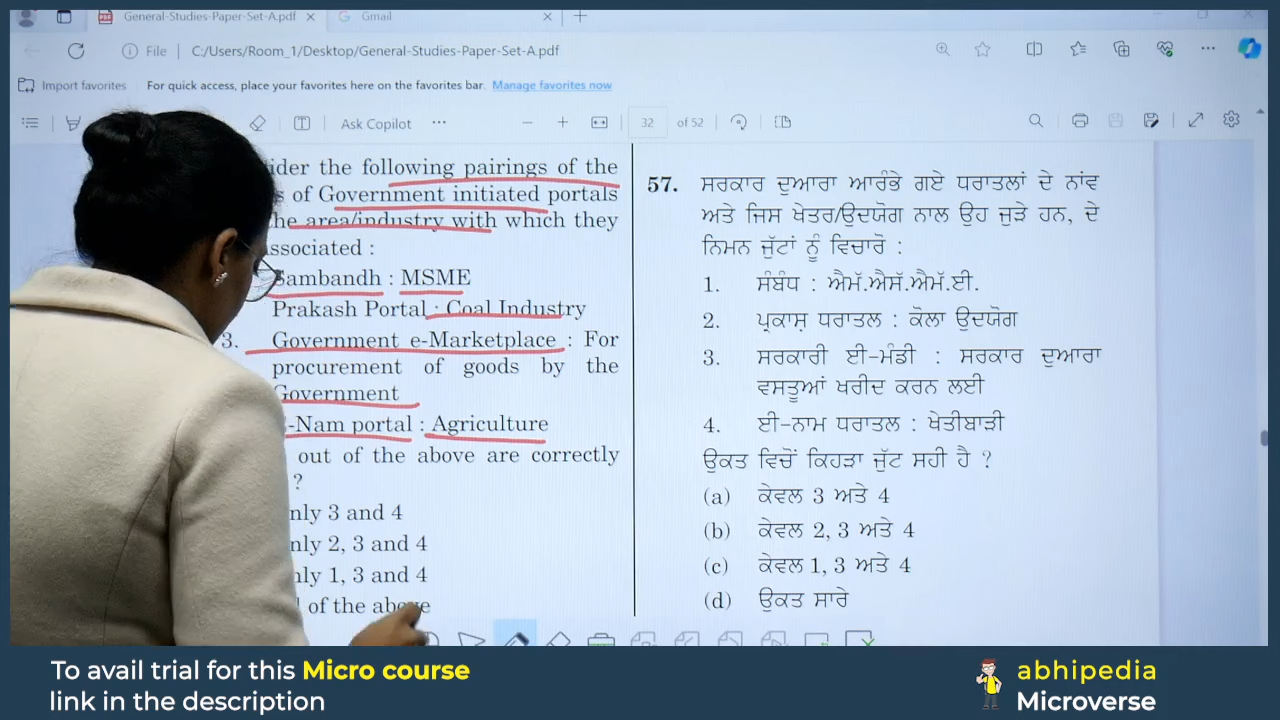 General-Studies-Paper-Set-A.pdf
Gmail
File C:/Users/Room_1/Desktop/General-Studies-Paper-Set-A.pdf
Import favorites For quick access, place your favorites here on the favorites bar. Manage favorites now
Ask Copilot 32 of 52
the following pairings of the
of Government initiated portals
area/industry with which they
Sambandh : MSME
Prakash Portal : Coal Industry
3. Government e-Marketplace : For
procurement of goods by the
Government
-Nam portal : Agriculture
out of the above are correctly
?
3 and 4
2, 3 and 4
1, 3 and 4
of the above
57. ਸਰਕਾਰ ਦੁਆਰਾ ਆਰੰਭੇ ਗਏ ਧਰਾਤਲਾਂ ਦੇ ਨਾਂਵ
ਅਤੇ ਜਿਸ ਖੇਤਰ/ਉਦਯੋਗ ਨਾਲ ਉਹ ਜੁੜੇ ਹਨ, ਦੇ
ਨਿਮਨ ਜੁੱਟਾਂ ਨੂੰ ਵਿਚਾਰੋ :
1. ਸੰਬੰਧ : ਐਮੱ.ਐਸੱ.ਐਮੱ.ਈ.
2. ਪ੍ਰਕਾਸ਼ ਧਰਾਤਲ : ਕੋਲਾ ਉਦਯੋਗ
3. ਸਰਕਾਰੀ ਈ-ਮੰਡੀ : ਸਰਕਾਰ ਦੁਆਰਾ
ਵਸਤੂਆਂ ਖਰੀਦ ਕਰਨ ਲਈ
4. ਈ-ਨਾਮ ਧਰਾਤਲ : ਖੇਤੀਬਾੜੀ
ਉਕਤ ਵਿਚੋਂ ਕਿਹੜਾ ਜੁੱਟ ਸਹੀ ਹੈ ?
(a) ਕੇਵਲ 3 ਅਤੇ 4
(b) ਕੇਵਲ 2, 3 ਅਤੇ 4
(c) ਕੇਵਲ 1, 3 ਅਤੇ 4
(d) ਉਕਤ ਸਾਰੇ
To avail trial for this Micro course
link in the description
abhipedia
Microverse